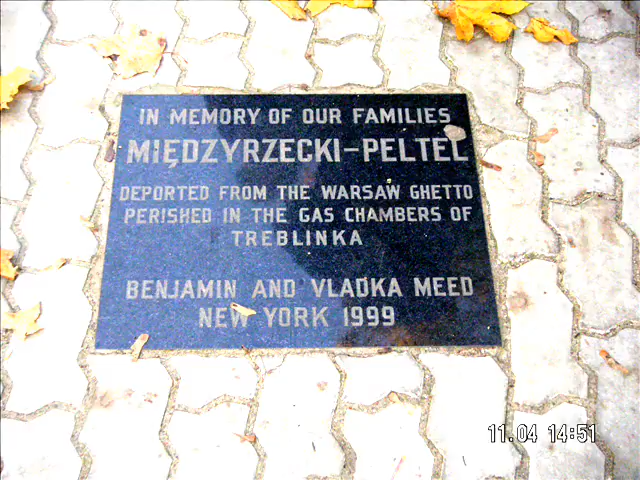 IN MEMORY OF OUR FAMILIES
MIĘDZYRZECKI-PELTEL
DEPORTED FROM THE WARSAW GHETTO
PERISHED IN THE GAS CHAMBERS OF
TREBLINKA
BENJAMIN AND VLADKA MEED
NEW YORK 1999
11.04 14:51